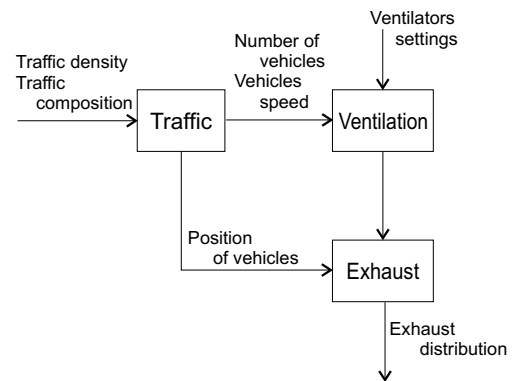 Ventilators
settings
Traffic density
Traffic
composition
Number of
vehicles
Vehicles
speed
Traffic
Ventilation
Position
of vehicles
Exhaust
Exhaust
distribution